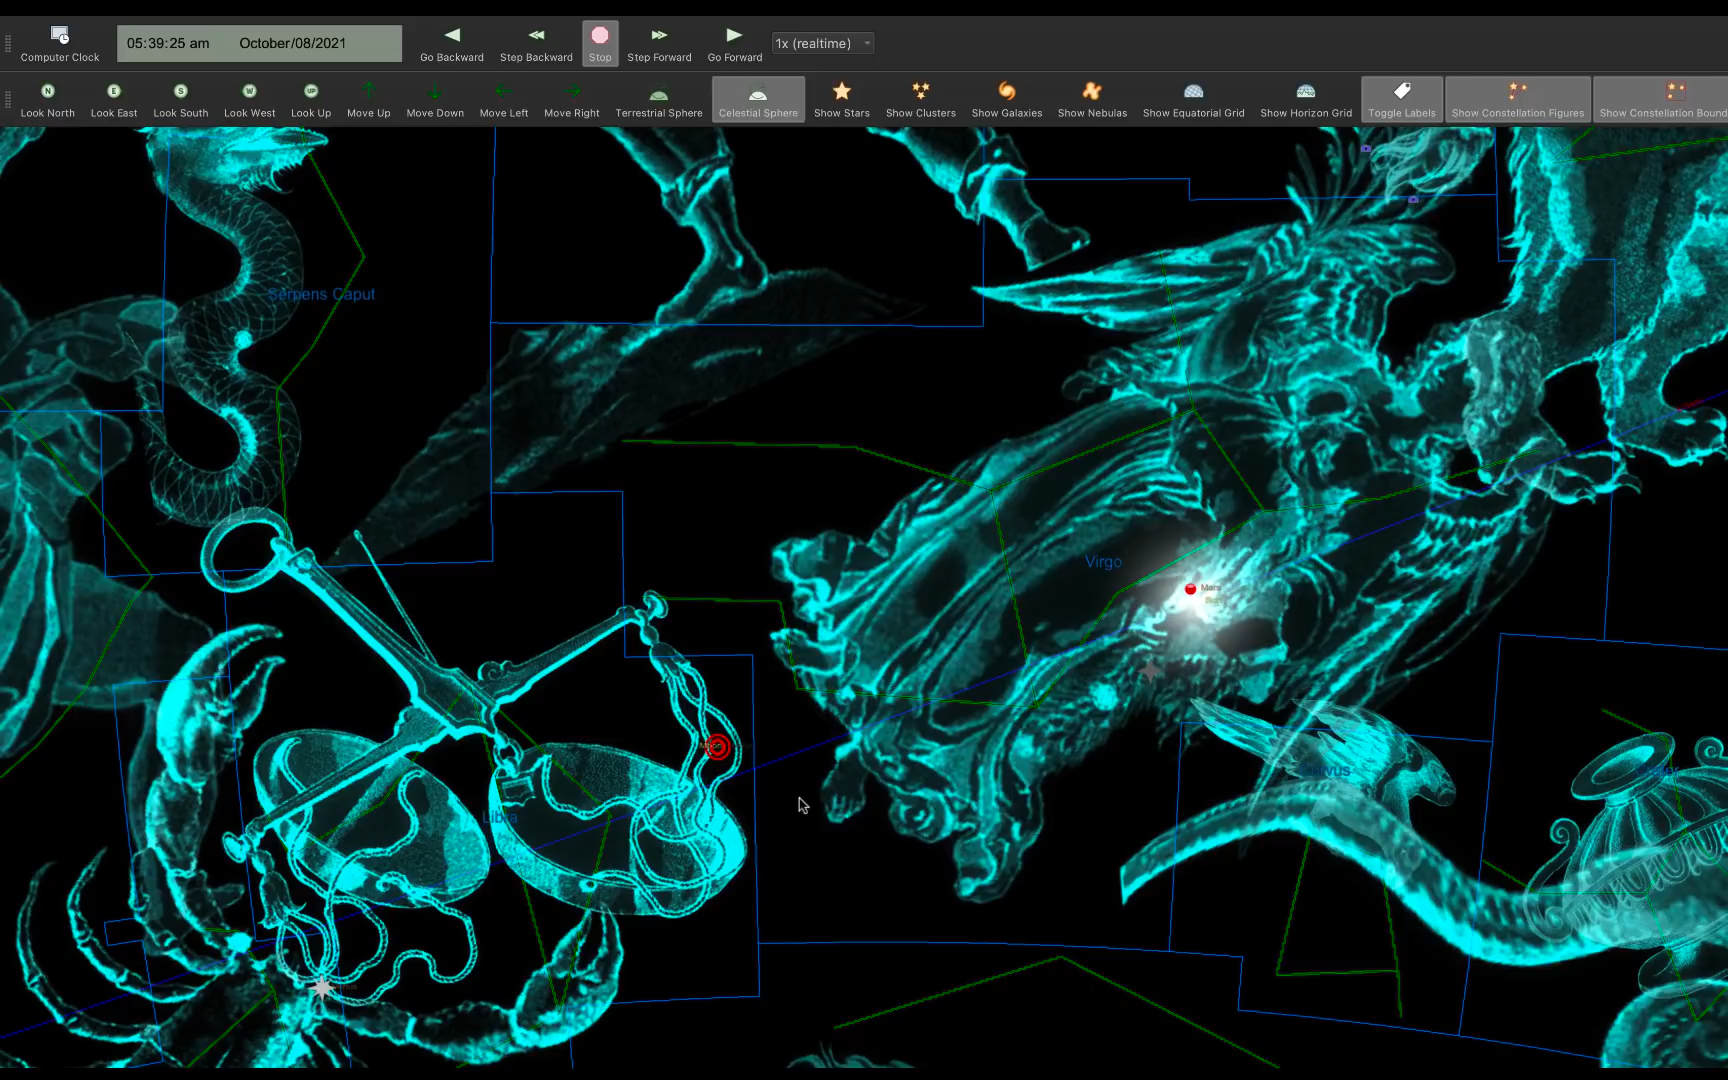 05:39:25 am October/08/2021
1x (realtime)
Computer Clock
Go Backward
Step Backward
Stop
Step Forward
Go Forward
N
E
S
W
UP
Look North
Look East
Look South
Look West
Look Up
Move Up
Move Down
Move Left
Move Right
Terrestrial Sphere
Celestial Sphere
Show Stars
Show Clusters
Show Galaxies
Show Nebulas
Show Equatorial Grid
Show Horizon Grid
Toggle Labels
Show Constellation Figures
Show Constellation Bound
Serpens Caput
Virgo
Mars
Libra